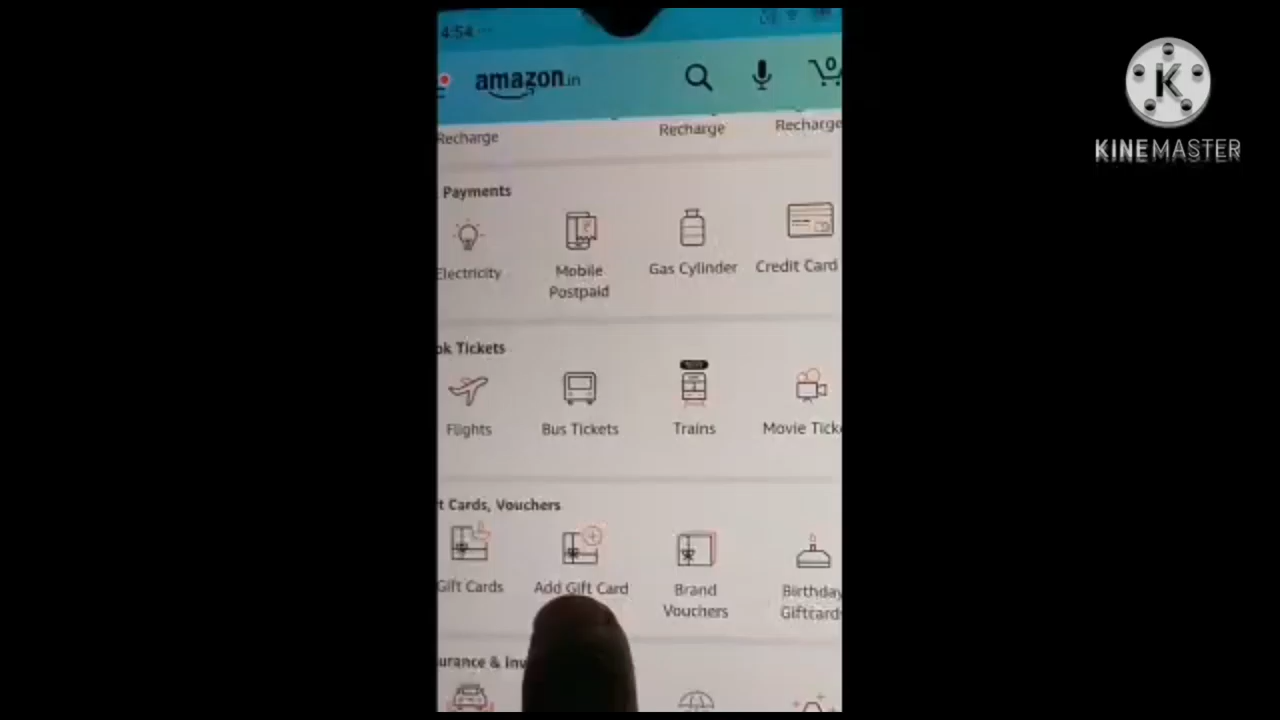 4:54
amazon.in
0
Recharge
Recharge
Recharge
Payments
Electricity
Mobile
Postpaid
Gas Cylinder
Credit Card
ok Tickets
Flights
Bus Tickets
Trains
Movie Tick
t Cards, Vouchers
Gift Cards
Add Gift Card
Brand
Vouchers
Birthday
Giftcard
urance & Inv
KINEMASTER
K